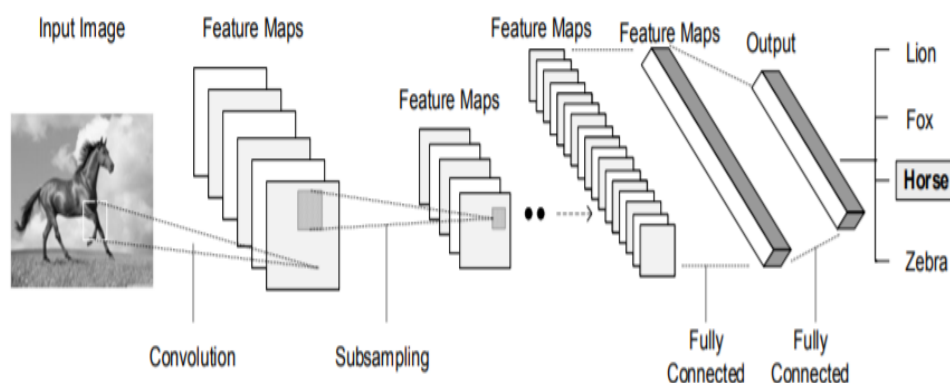 Input Image
Feature Maps
Feature Maps
Feature Maps
Feature Maps
Output
Lion
Fox
Horse
Zebra
Convolution
Subsampling
Fully
Connected
Fully
Connected